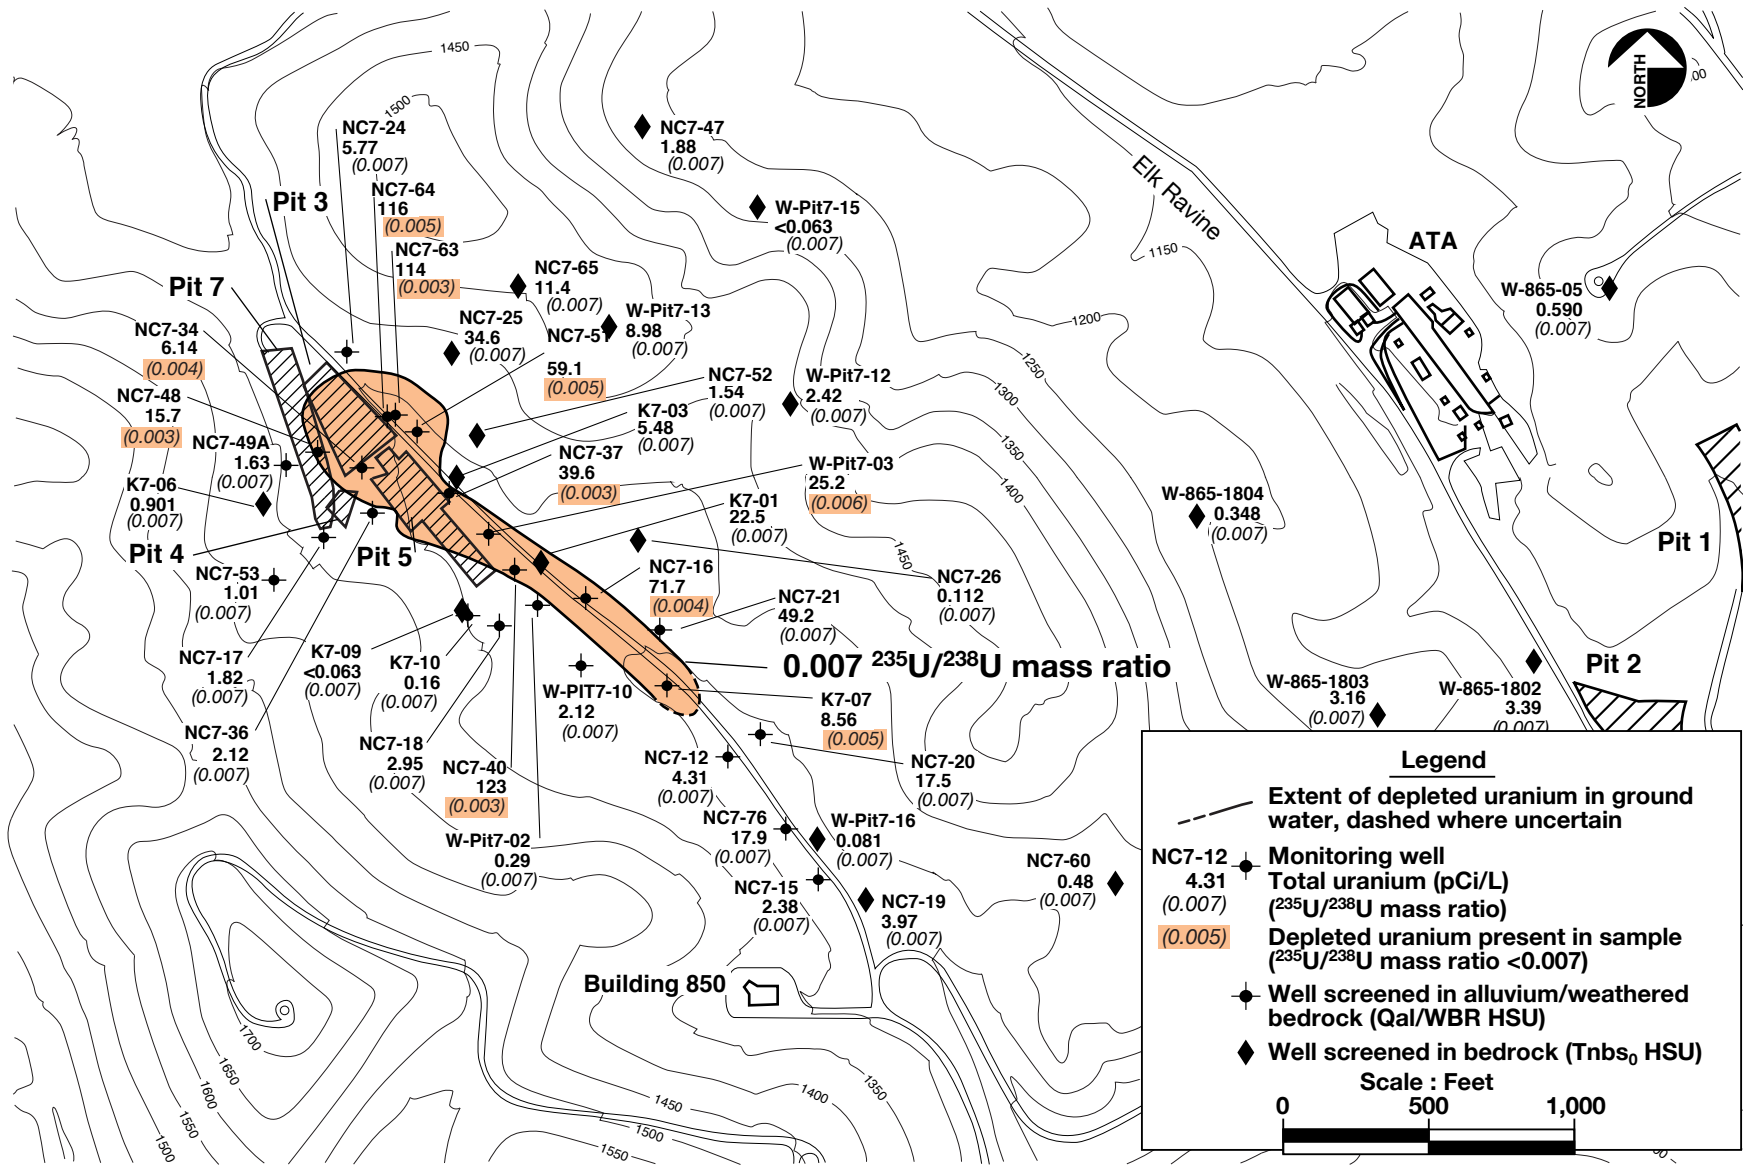 1450
1500
NORTH
00
NC7-24
5.77
(0.007)
NC7-47
1.88
(0.007)
Elk Ravine
Pit 3
NC7-64
116
(0.005)
W-Pit7-15
<0.063
(0.007)
NC7-63
114
(0.003)
1150
ATA
Pit 7
NC7-65
11.4
(0.007)
W-865-05
0.590
(0.007)
NC7-25
34.6
(0.007)
W-Pit7-13
8.98
(0.007)
1200
NC7-34
6.14
(0.004)
NC7-51
59.1
(0.005)
1250
1300
1350
1400
1450
NC7-48
15.7
(0.003)
NC7-52
1.54
(0.007)
W-Pit7-12
2.42
(0.007)
K7-03
5.48
(0.007)
NC7-49A
1.63
(0.007)
NC7-37
39.6
(0.003)
W-Pit7-03
25.2
(0.006)
K7-06
0.901
(0.007)
K7-01
22.5
(0.007)
W-865-1804
0.348
(0.007)
Pit 1
Pit 4
Pit 5
NC7-53
1.01
(0.007)
NC7-16
71.7
(0.004)
NC7-26
0.112
(0.007)
NC7-21
49.2
(0.007)
0.007 235U/238U mass ratio
NC7-17
1.82
(0.007)
K7-09
<0.063
(0.007)
K7-10
0.16
(0.007)
W-PIT7-10
2.12
(0.007)
K7-07
8.56
(0.005)
Pit 2
W-865-1803
3.16
(0.007)
W-865-1802
3.39
(0.007)
NC7-36
2.12
(0.007)
NC7-18
2.95
(0.007)
NC7-40
123
(0.003)
NC7-12
4.31
(0.007)
NC7-20
17.5
(0.007)
W-Pit7-02
0.29
(0.007)
NC7-76
17.9
(0.007)
W-Pit7-16
0.081
(0.007)
NC7-60
0.48
(0.007)
NC7-15
2.38
(0.007)
NC7-19
3.97
(0.007)
Building 850
1700
1650
1600
1550
1500
1450
1500
1550
1400
1350
Legend
Extent of depleted uranium in ground
water, dashed where uncertain
NC7-12
4.31
(0.007)
Monitoring well
Total uranium (pCi/L)
(235U/238U mass ratio)
(0.005)
Depleted uranium present in sample
(235U/238U mass ratio <0.007)
Well screened in alluvium/weathered
bedrock (Qal/WBR HSU)
Well screened in bedrock (Tnbs0 HSU)
Scale : Feet
0 500 1,000